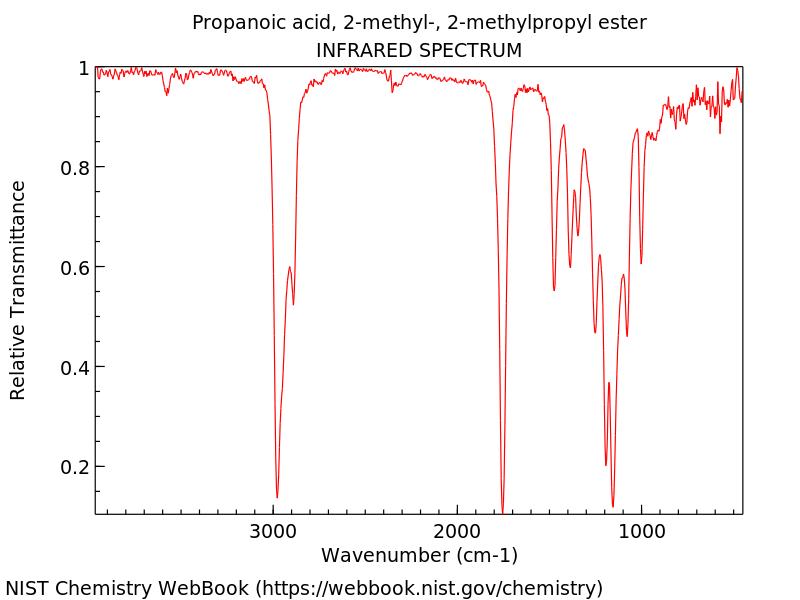 Propanoic acid, 2-methyl-, 2-methylpropyl ester
INFRARED SPECTRUM
1
0.8
0.6
0.4
0.2
Relative Transmittance
3000 2000 1000
Wavenumber (cm-1)
NIST Chemistry WebBook (https://webbook.nist.gov/chemistry)